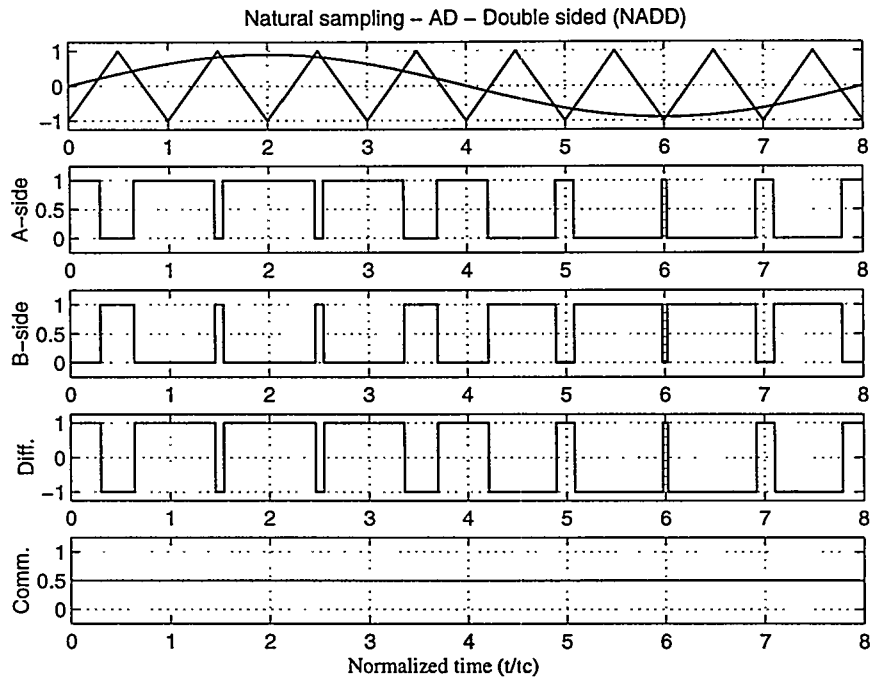 Natural sampling – AD – Double sided (NADD)
1
0
−1
0 1 2 3 4 5 6 7 8
A−side
1
0.5
0
0 1 2 3 4 5 6 7 8
B−side
1
0.5
0
0 1 2 3 4 5 6 7 8
Diff.
1
0
−1
0 1 2 3 4 5 6 7 8
Comm.
1
0.5
0
0 1 2 3 4 5 6 7 8
Normalized time (t/tc)